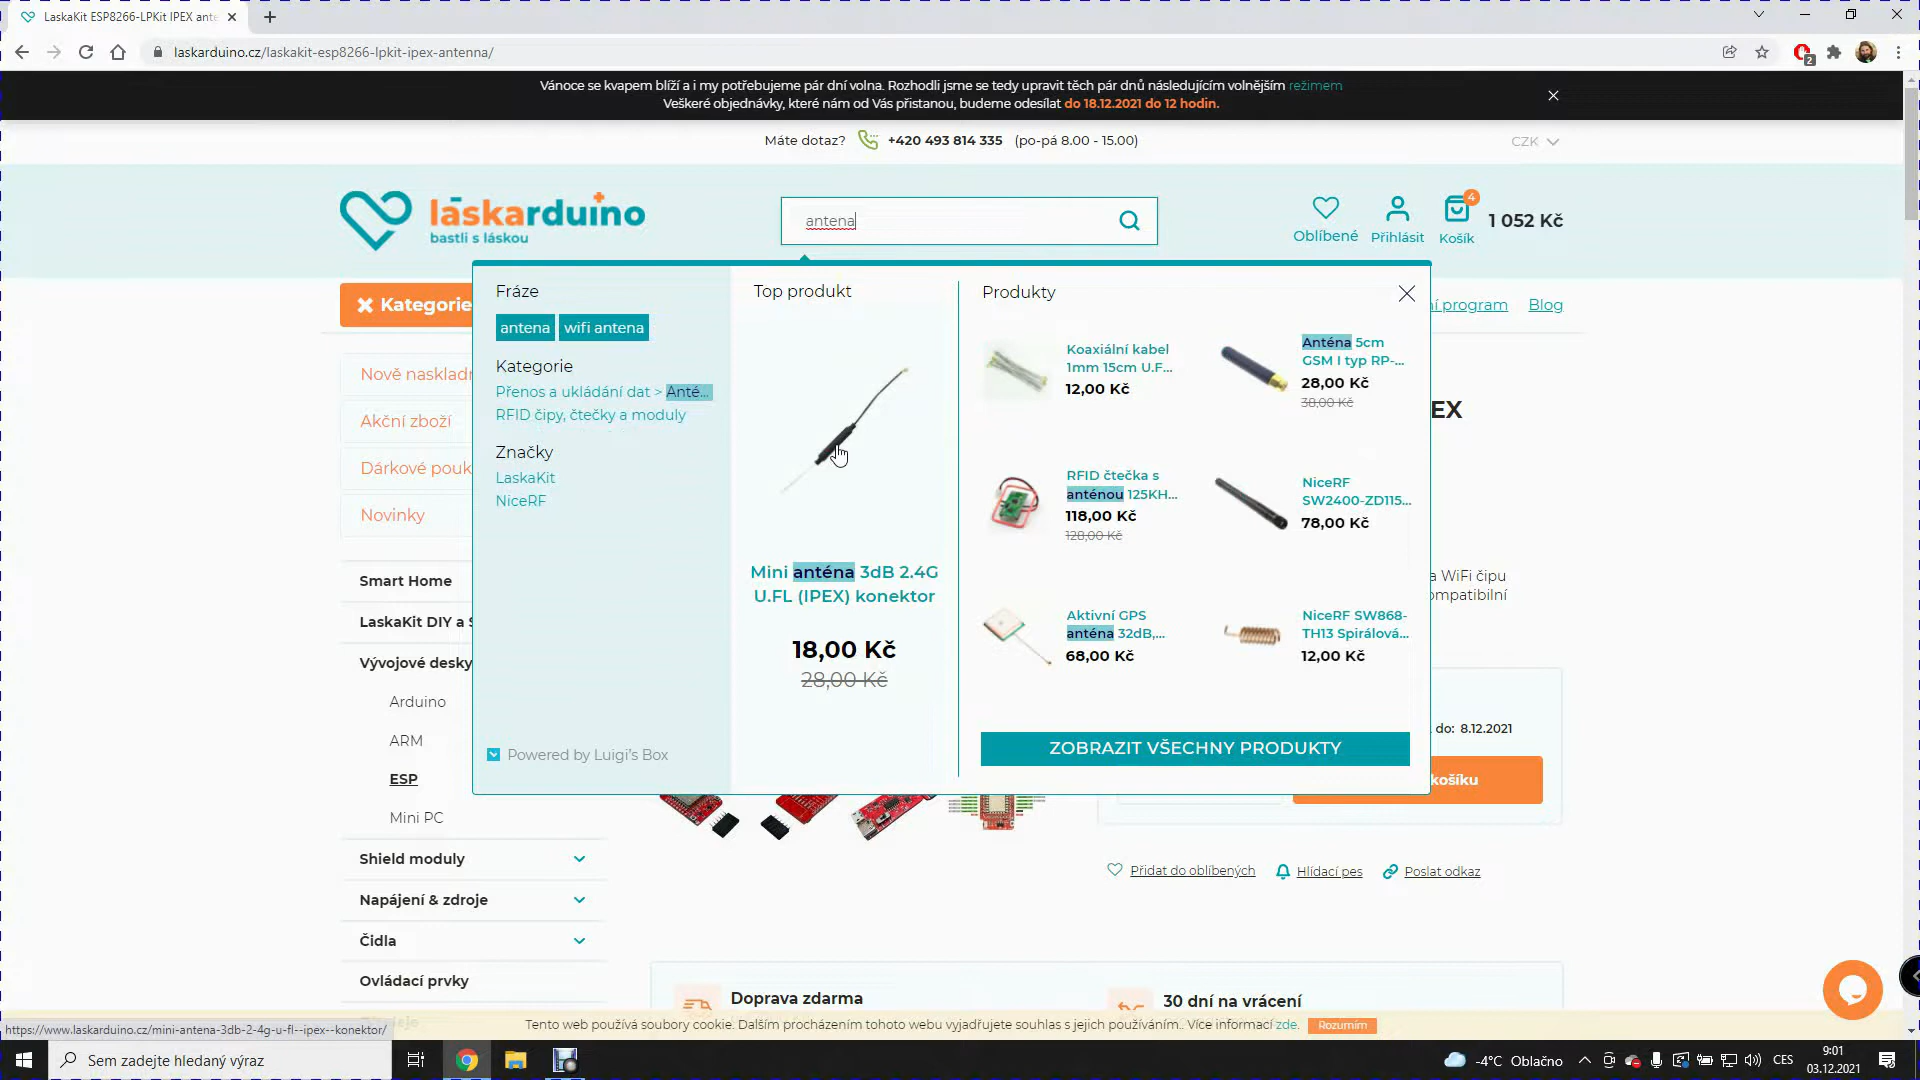 LaskaKit ESP8266-LPKit IPEX ante
laskarduino.cz/laskakit-esp8266-lpkit-ipex-antenna/
2
Vánoce se kvapem blíží a i my potřebujeme pár dní volna. Rozhodli jsme se tedy upravit těch pár dnů následujícím volnějším režimem
Veškeré objednávky, které nám od Vás přistanou, budeme odesílat do 18.12.2021 do 12 hodin.
Máte dotaz? +420 493 814 335 (po-pá 8.00 - 15.00)
CZK
láskarduino
bastli s láskou
antena
Oblíbené
Přihlásit
4
Košík
1 052 Kč
Kategorie
ní program
Blog
Fráze
antena wifi antena
Kategorie
Přenos a ukládání dat > Anté...
RFID čipy, čtečky a moduly
Značky
LaskaKit
NiceRF
Powered by Luigi's Box
Top produkt
Mini anténa 3dB 2.4G
U.FL (IPEX) konektor
18,00 Kč
28,00 Kč
Produkty
Koaxiální kabel
1mm 15cm U.F...
12,00 Kč
Anténa 5cm
GSM I typ RP-...
28,00 Kč
38,00 Kč
RFID čtečka s
anténou 125KH...
118,00 Kč
128,00 Kč
NiceRF
SW2400-ZD115...
78,00 Kč
Aktivní GPS
anténa 32dB,...
68,00 Kč
NiceRF SW868-
TH13 Spirálová...
12,00 Kč
ZOBRAZIT VŠECHNY PRODUKTY
Nově nasklad
Akční zboží
Dárkové pouk
Novinky
Smart Home
LaskaKit DIY a S
Vývojové desky
Arduino
ARM
ESP
Mini PC
Shield moduly
Napájení & zdroje
Čidla
Ovládací prvky
EX
a WiFi čipu
ompatibilní
do: 8.12.2021
košíku
Přidat do oblíbených
Hlídací pes
Poslat odkaz
Doprava zdarma
30 dní na vrácení
https://www.laskarduino.cz/mini-antena-3db-2-4g-u-fl--ipex--konektor/
Tento web používá soubory cookie. Dalším procházením tohoto webu vyjadřujete souhlas s jejich používáním.. Více informací zde.
Rozumím
Sem zadejte hledaný výraz
-4°C Oblačno
CES
9:01
03.12.2021